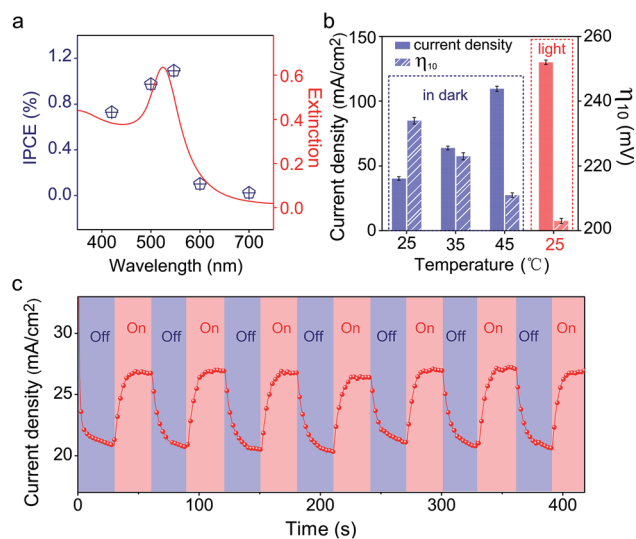 a
IPCE (%)
1.2
0.8
0.4
0.0
0.6
0.4
0.2
0.0
Extinction
400 500 600 700
Wavelength (nm)
b
Current density (mA/cm2)
150
100
50
0
current density
η10
in dark
light
260
240
220
200
η10 (mV)
25 35 45 25
Temperature (℃)
c
Current density (mA/cm2)
30
25
20
Off On Off On Off On Off On Off On Off On Off On
0 100 200 300 400
Time (s)